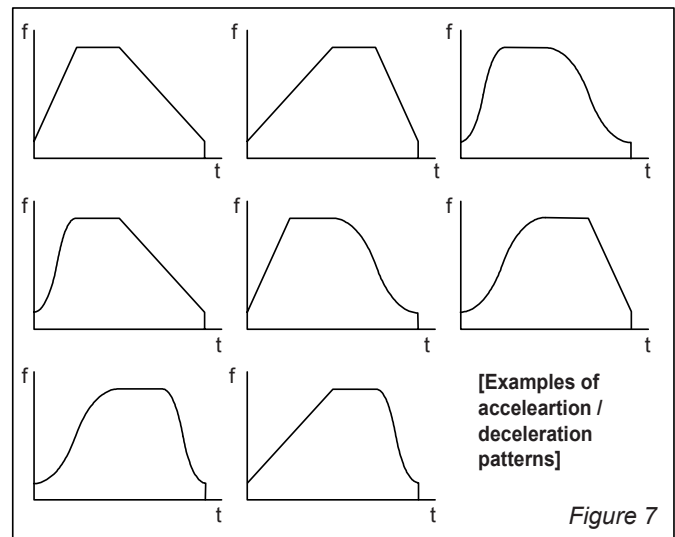 f
f
f
t
t
t
f
f
f
t
t
t
f
f
[Examples of
acceleartion /
deceleration
patterns]
t
t
Figure 7